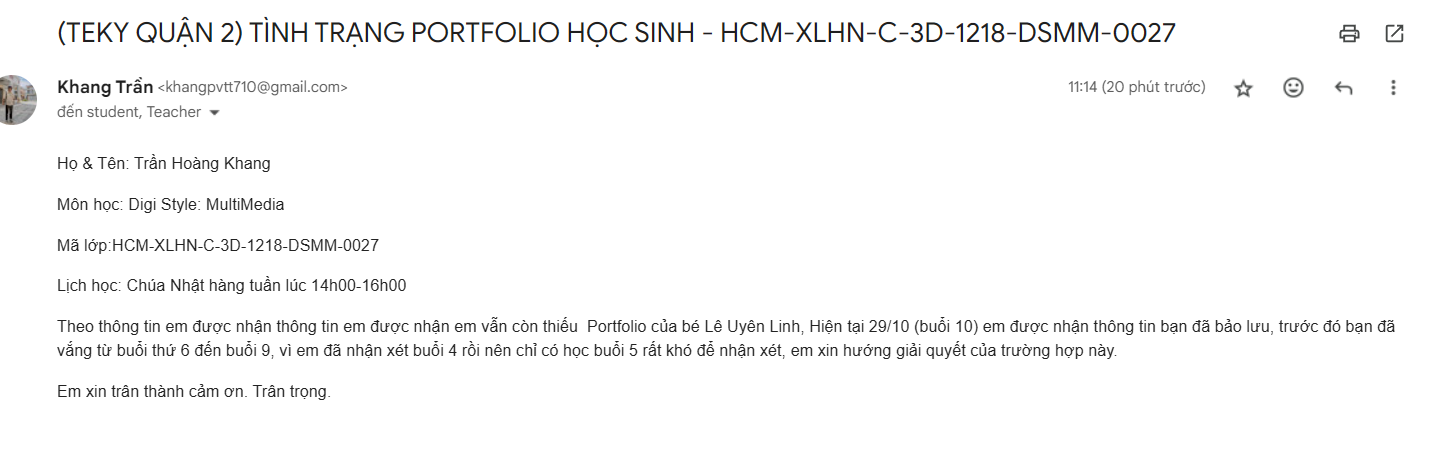 (TEKY QUẬN 2) TÌNH TRẠNG PORTFOLIO HỌC SINH - HCM-XLHN-C-3D-1218-DSMM-0027
Khang Trần <khangpvtt710@gmail.com>
11:14 (20 phút trước)
đến student, Teacher
Họ & Tên: Trần Hoàng Khang
Môn học: Digi Style: MultiMedia
Mã lớp:HCM-XLHN-C-3D-1218-DSMM-0027
Lịch học: Chúa Nhật hàng tuần lúc 14h00-16h00
Theo thông tin em được nhận thông tin em được nhận em vẫn còn thiếu  Portfolio của bé Lê Uyên Linh, Hiện tại 29/10 (buổi 10) em được nhận thông tin bạn đã bảo lưu, trước đó bạn đã
vắng từ buổi thứ 6 đến buổi 9, vì em đã nhận xét buổi 4 rồi nên chỉ có học buổi 5 rất khó để nhận xét, em xin hướng giải quyết của trường hợp này.
Em xin trân thành cảm ơn. Trân trọng.